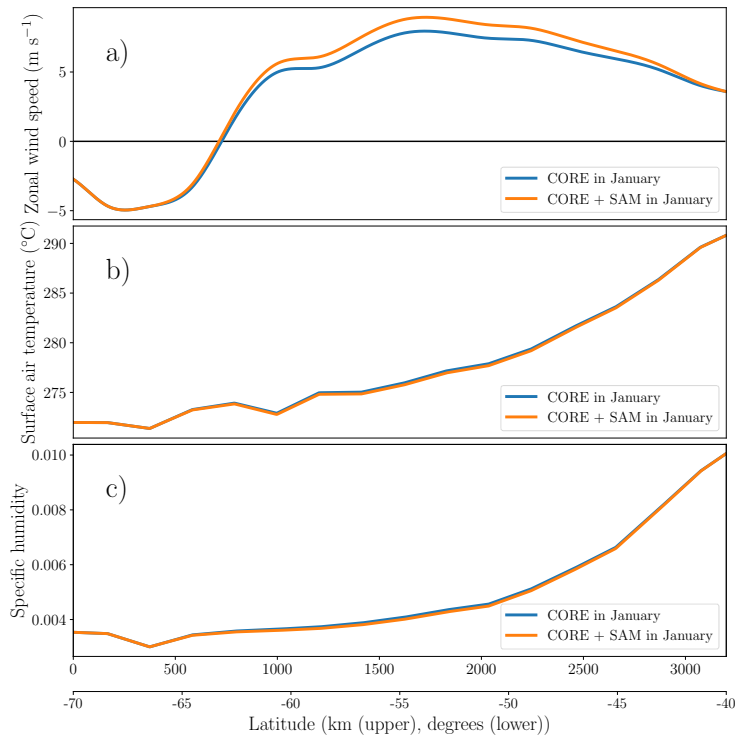 a)
Zonal wind speed (m s⁻¹)
5
0
−5
CORE in January
CORE + SAM in January
b)
Surface air temperature (°C)
290
285
280
275
CORE in January
CORE + SAM in January
c)
Specific humidity
0.010
0.008
0.006
0.004
CORE in January
CORE + SAM in January
0 500 1000 1500 2000 2500 3000
-70 -65 -60 -55 -50 -45 -40
Latitude (km (upper), degrees (lower))